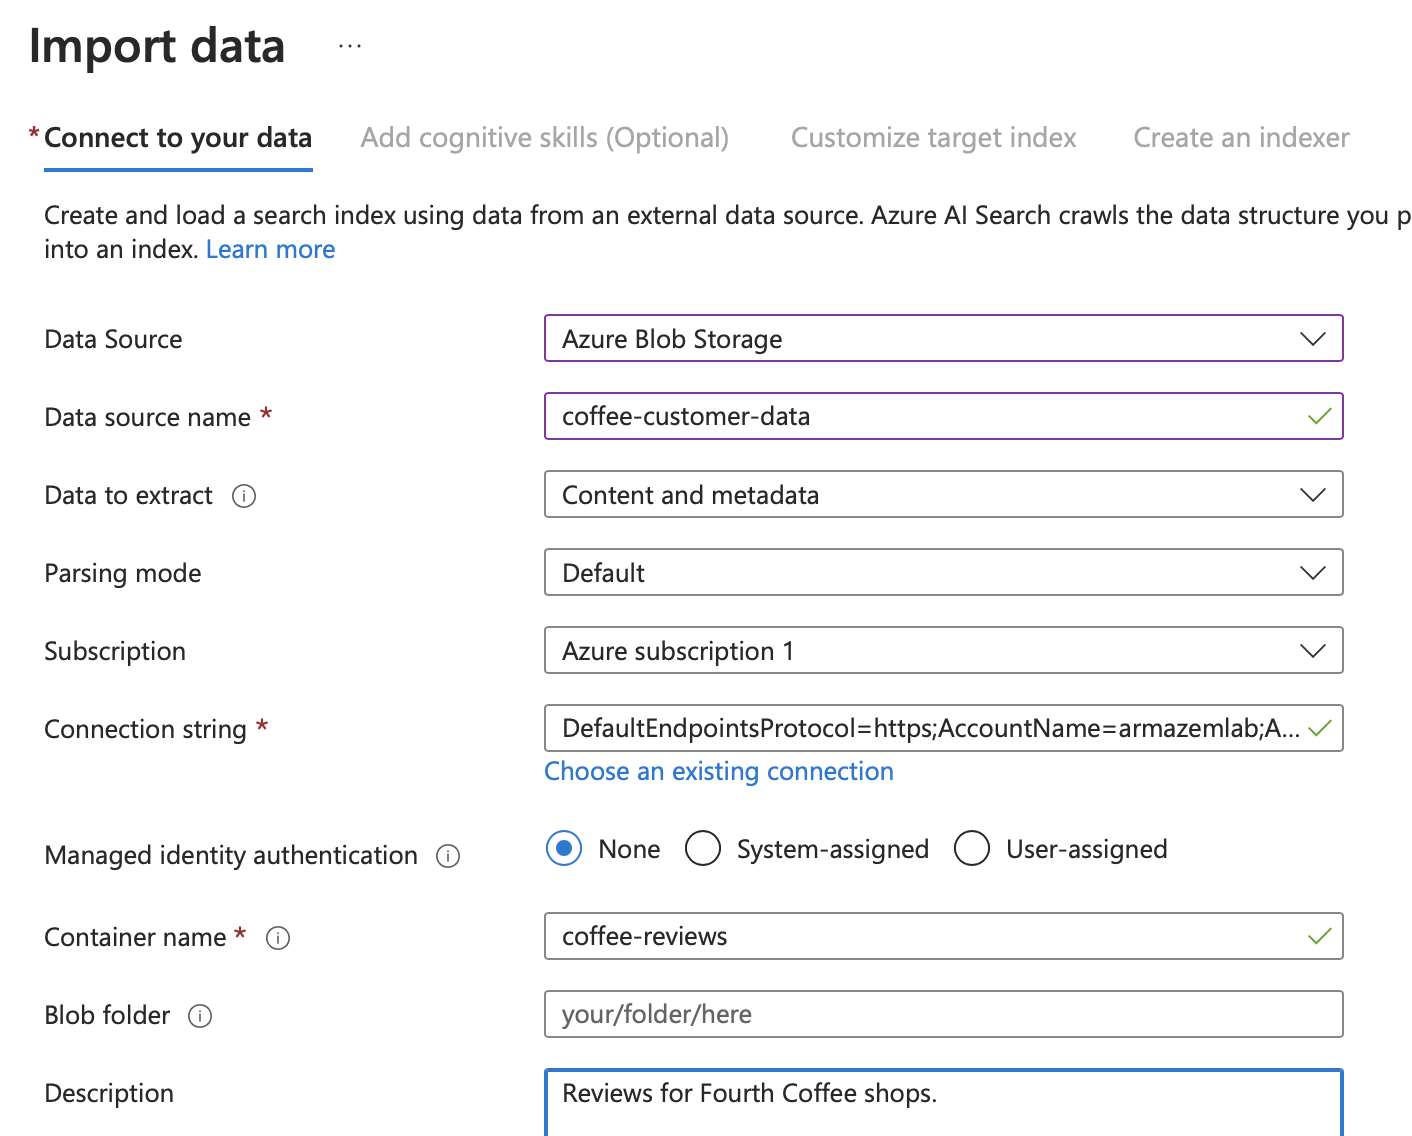 Import data ...
* Connect to your data Add cognitive skills (Optional) Customize target index Create an indexer
Create and load a search index using data from an external data source. Azure AI Search crawls the data structure you p
into an index. Learn more
Data Source Azure Blob Storage
Data source name * coffee-customer-data
Data to extract Content and metadata
Parsing mode Default
Subscription Azure subscription 1
Connection string * DefaultEndpointsProtocol=https;AccountName=armazemlab;A...
Choose an existing connection
Managed identity authentication None System-assigned User-assigned
Container name * coffee-reviews
Blob folder your/folder/here
Description Reviews for Fourth Coffee shops.